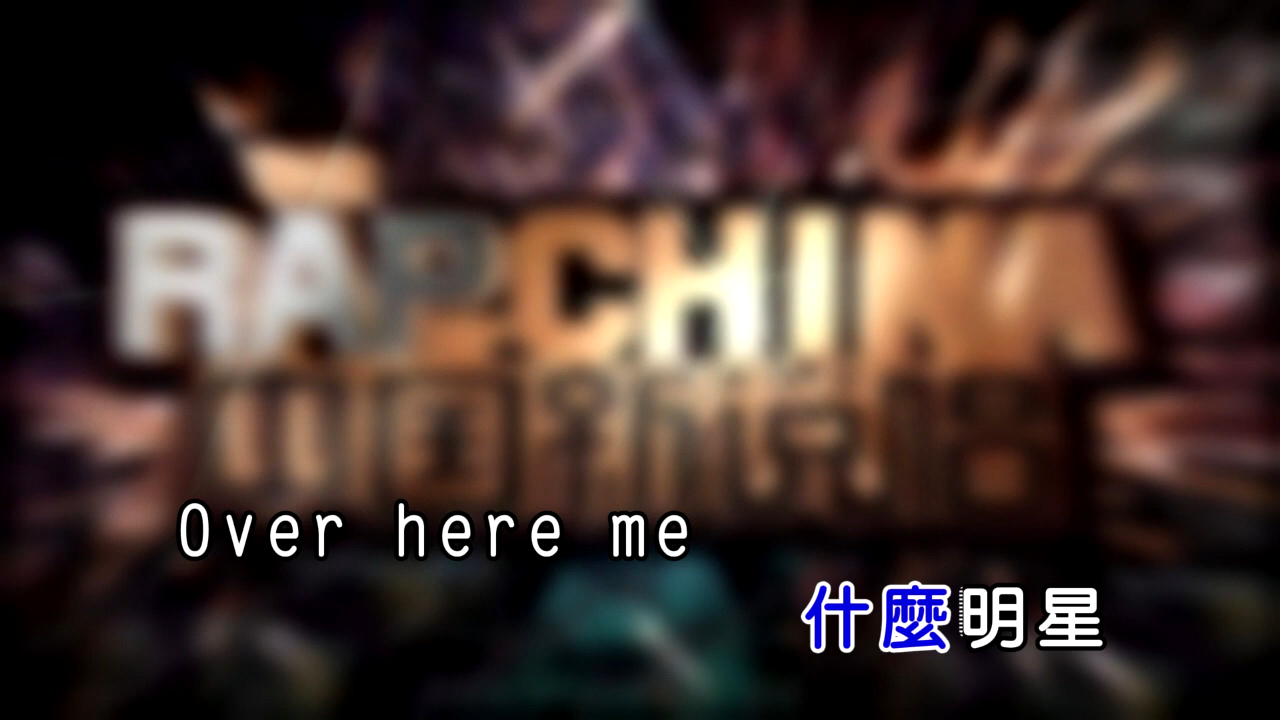 RAP CHINA
Over here me
什麼明星